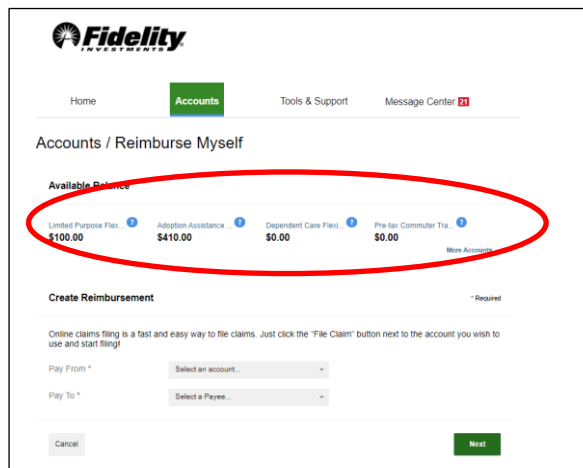 Fidelity
INVESTMENTS
Home Accounts Tools & Support Message Center 21
Accounts / Reimburse Myself
Available Balance
Limited Purpose Flex... ? Adoption Assistance ... ? Dependent Care Flexi... ? Pre-tax Commuter Tra... ?
$100.00 $410.00 $0.00 $0.00
More Accounts
Create Reimbursement * Required
Online claims filing is a fast and easy way to file claims. Just click the "File Claim" button next to the account you wish to
use and start filing!
Pay From * Select an account...
Pay To * Select a Payee...
Cancel Next